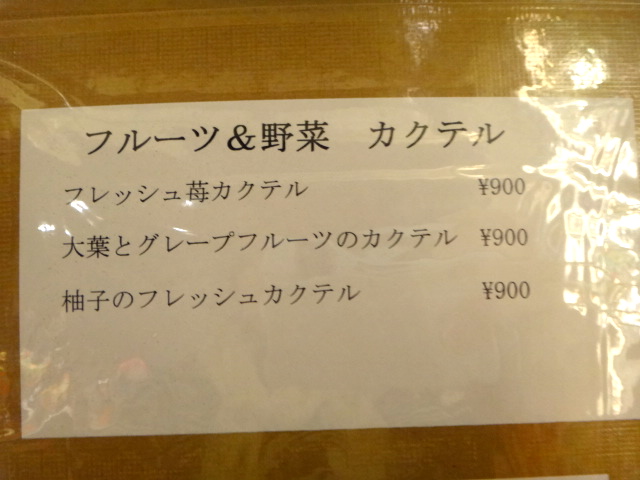 フルーツ＆野菜　カクテル
フレッシュ苺カクテル ¥900
大葉とグレープフルーツのカクテル ¥900
柚子のフレッシュカクテル ¥900